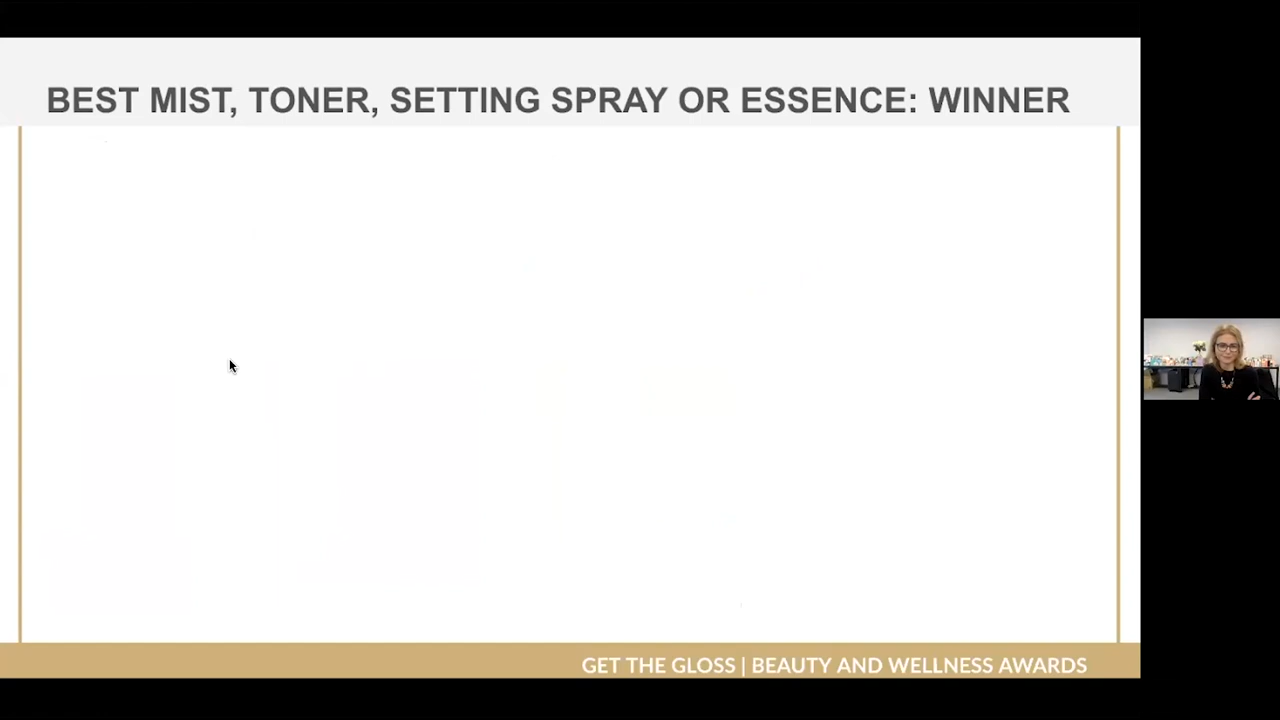 BEST MIST, TONER, SETTING SPRAY OR ESSENCE: WINNER
GET THE GLOSS | BEAUTY AND WELLNESS AWARDS